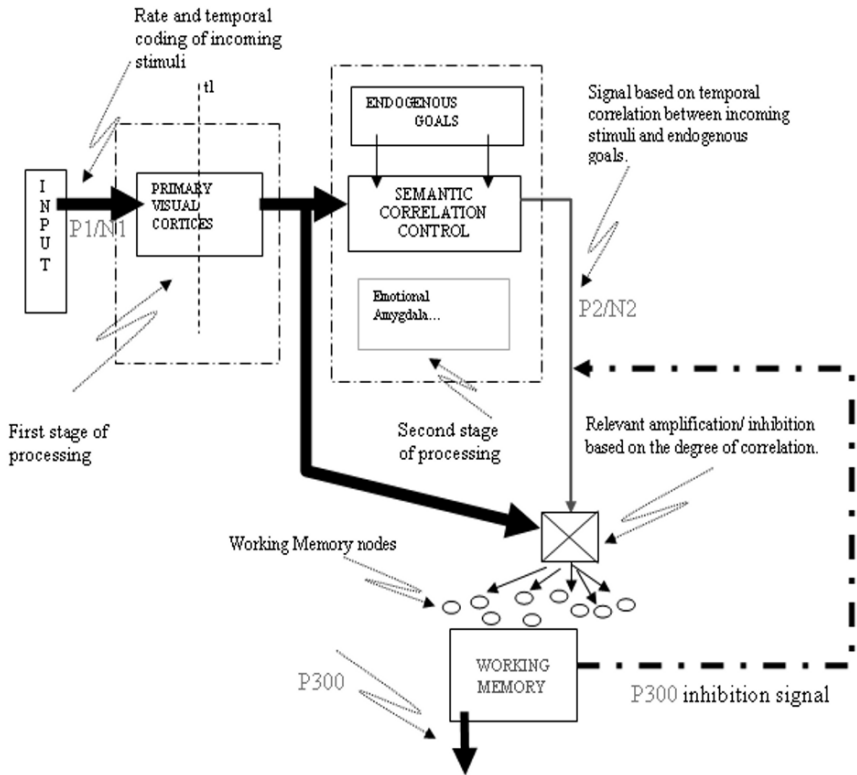 Rate and temporal
coding of incoming
stimuli
t1
ENDOGENOUS
GOALS
Signal based on temporal
correlation between incoming
stimuli and endogenous
goals.
INPUT
P1/N1
PRIMARY
VISUAL
CORTICES
SEMANTIC
CORRELATION
CONTROL
Emotional
Amygdala...
P2/N2
First stage of
processing
Second stage
of processing
Relevant amplification/ inhibition
based on the degree of correlation.
Working Memory nodes
WORKING
MEMORY
P300
P300 inhibition signal